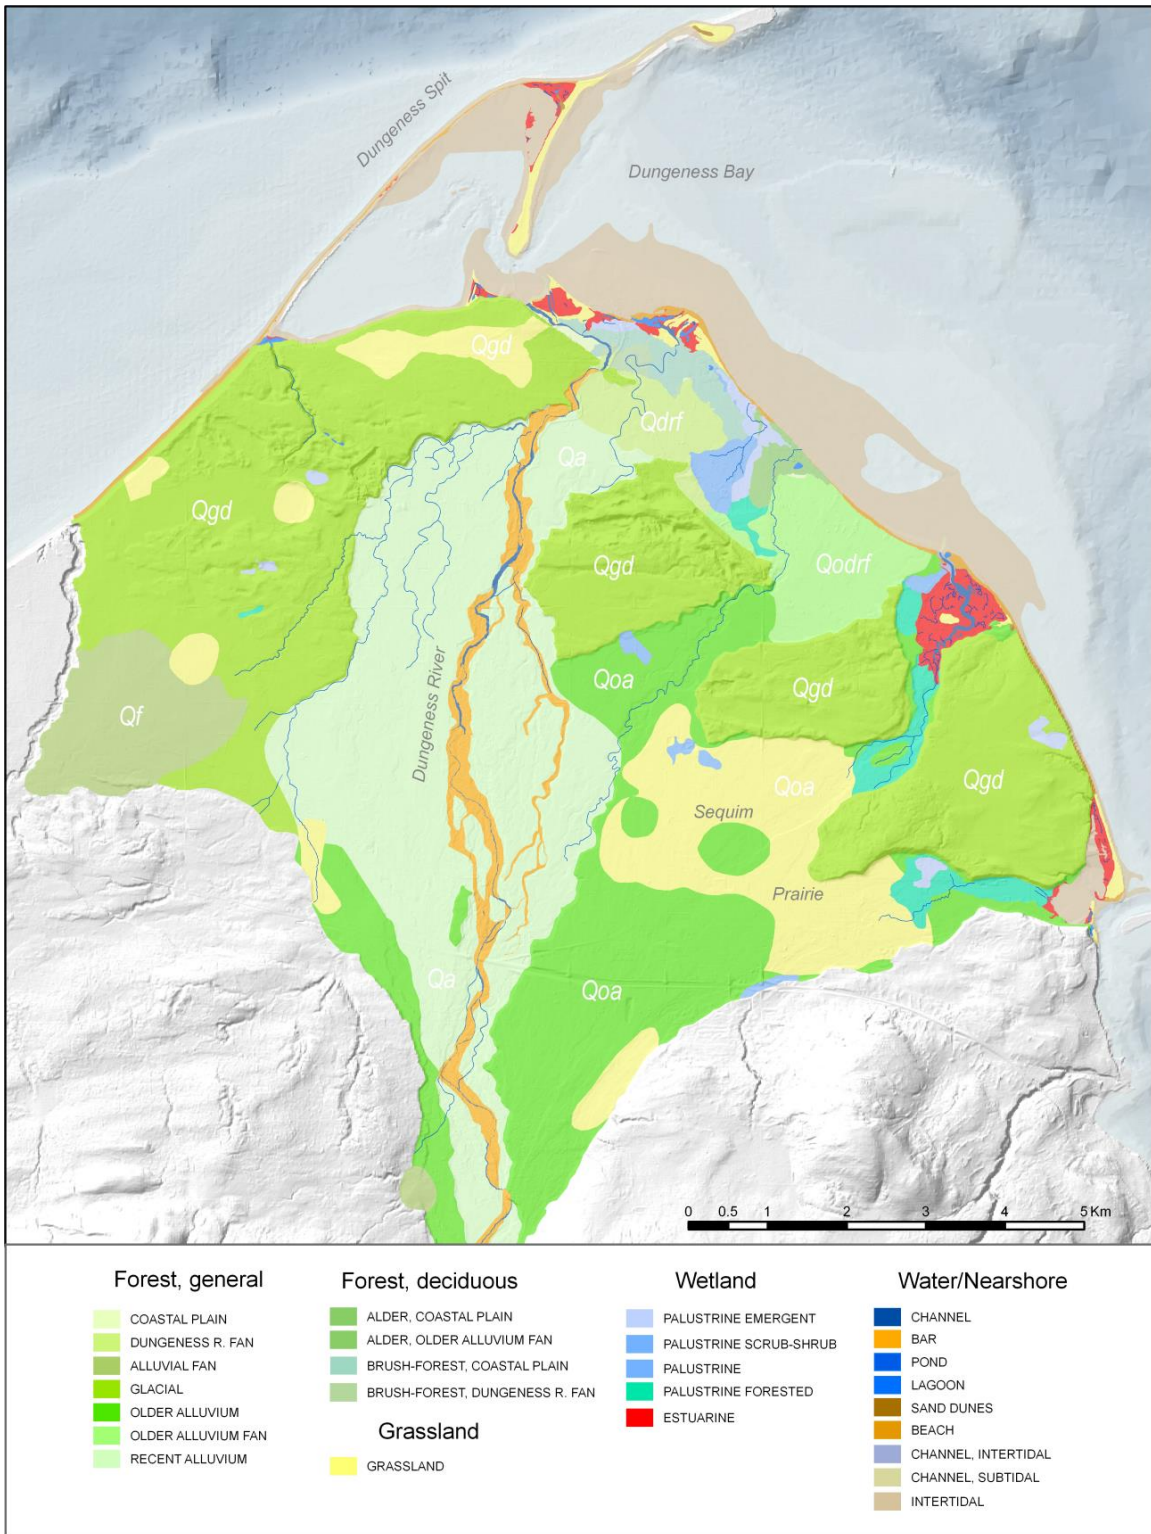 Dungeness Spit
Dungeness Bay
Qgd
Qdrf
Qa
Qgd
Qgd
Qodrf
Qoa
Qgd
Qf
Dungeness River
Qoa
Qgd
Sequim
Prairie
Qa
Qoa
0 0.5 1 2 3 4 5 Km
Forest, general
COASTAL PLAIN
DUNGENESS R. FAN
ALLUVIAL FAN
GLACIAL
OLDER ALLUVIUM
OLDER ALLUVIUM FAN
RECENT ALLUVIUM
Forest, deciduous
ALDER, COASTAL PLAIN
ALDER, OLDER ALLUVIUM FAN
BRUSH-FOREST, COASTAL PLAIN
BRUSH-FOREST, DUNGENESS R. FAN
Grassland
GRASSLAND
Wetland
PALUSTRINE EMERGENT
PALUSTRINE SCRUB-SHRUB
PALUSTRINE
PALUSTRINE FORESTED
ESTUARINE
Water/Nearshore
CHANNEL
BAR
POND
LAGOON
SAND DUNES
BEACH
CHANNEL, INTERTIDAL
CHANNEL, SUBTIDAL
INTERTIDAL